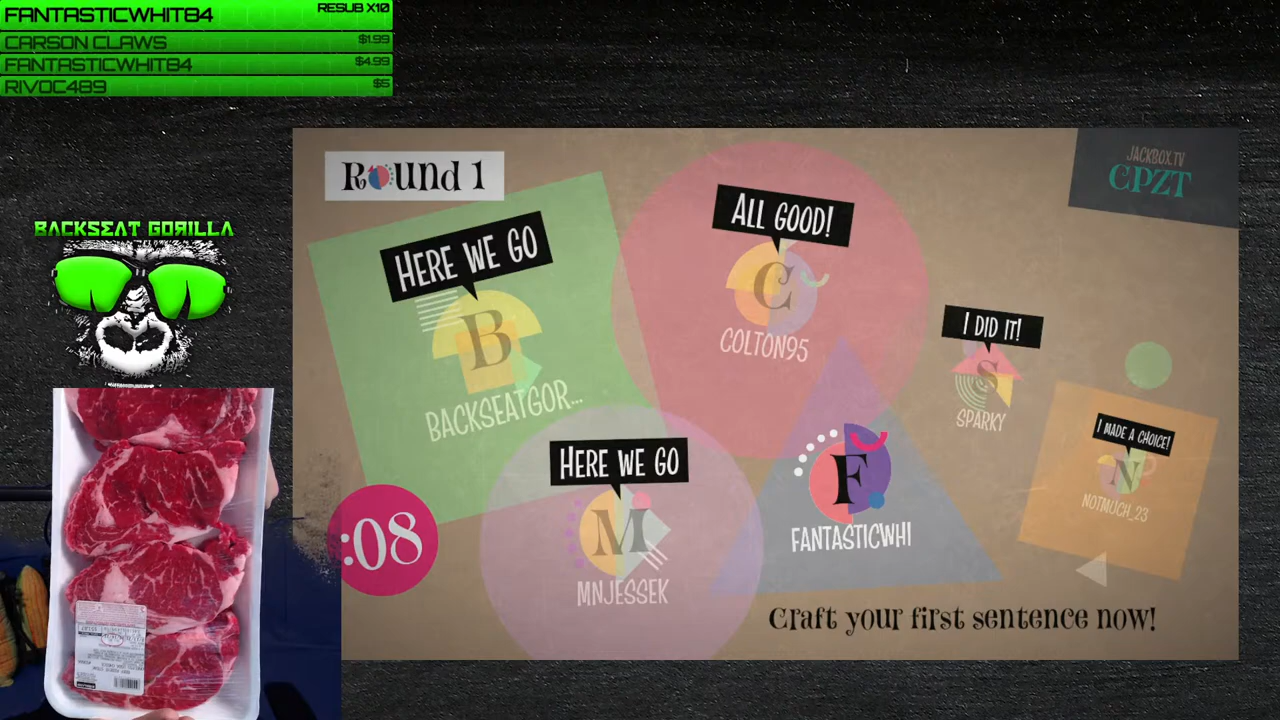 FANTASTICWHIT84 RESUB X10
CARSON CLAWS $1.99
FANTASTICWHIT84 $4.99
RIVOC489 $5
BACKSEAT GORILLA
ROUND 1
JACKBOX.TV
CPZT
HERE WE GO
B
BACKSEATGOR...
ALL GOOD!
C
COLTON95
I DID IT!
S
SPARKY
I MADE A CHOICE!
N
NOTMUCH_23
HERE WE GO
M
MNJESSEK
F
FANTASTICWHI
:08
Craft your first sentence now!